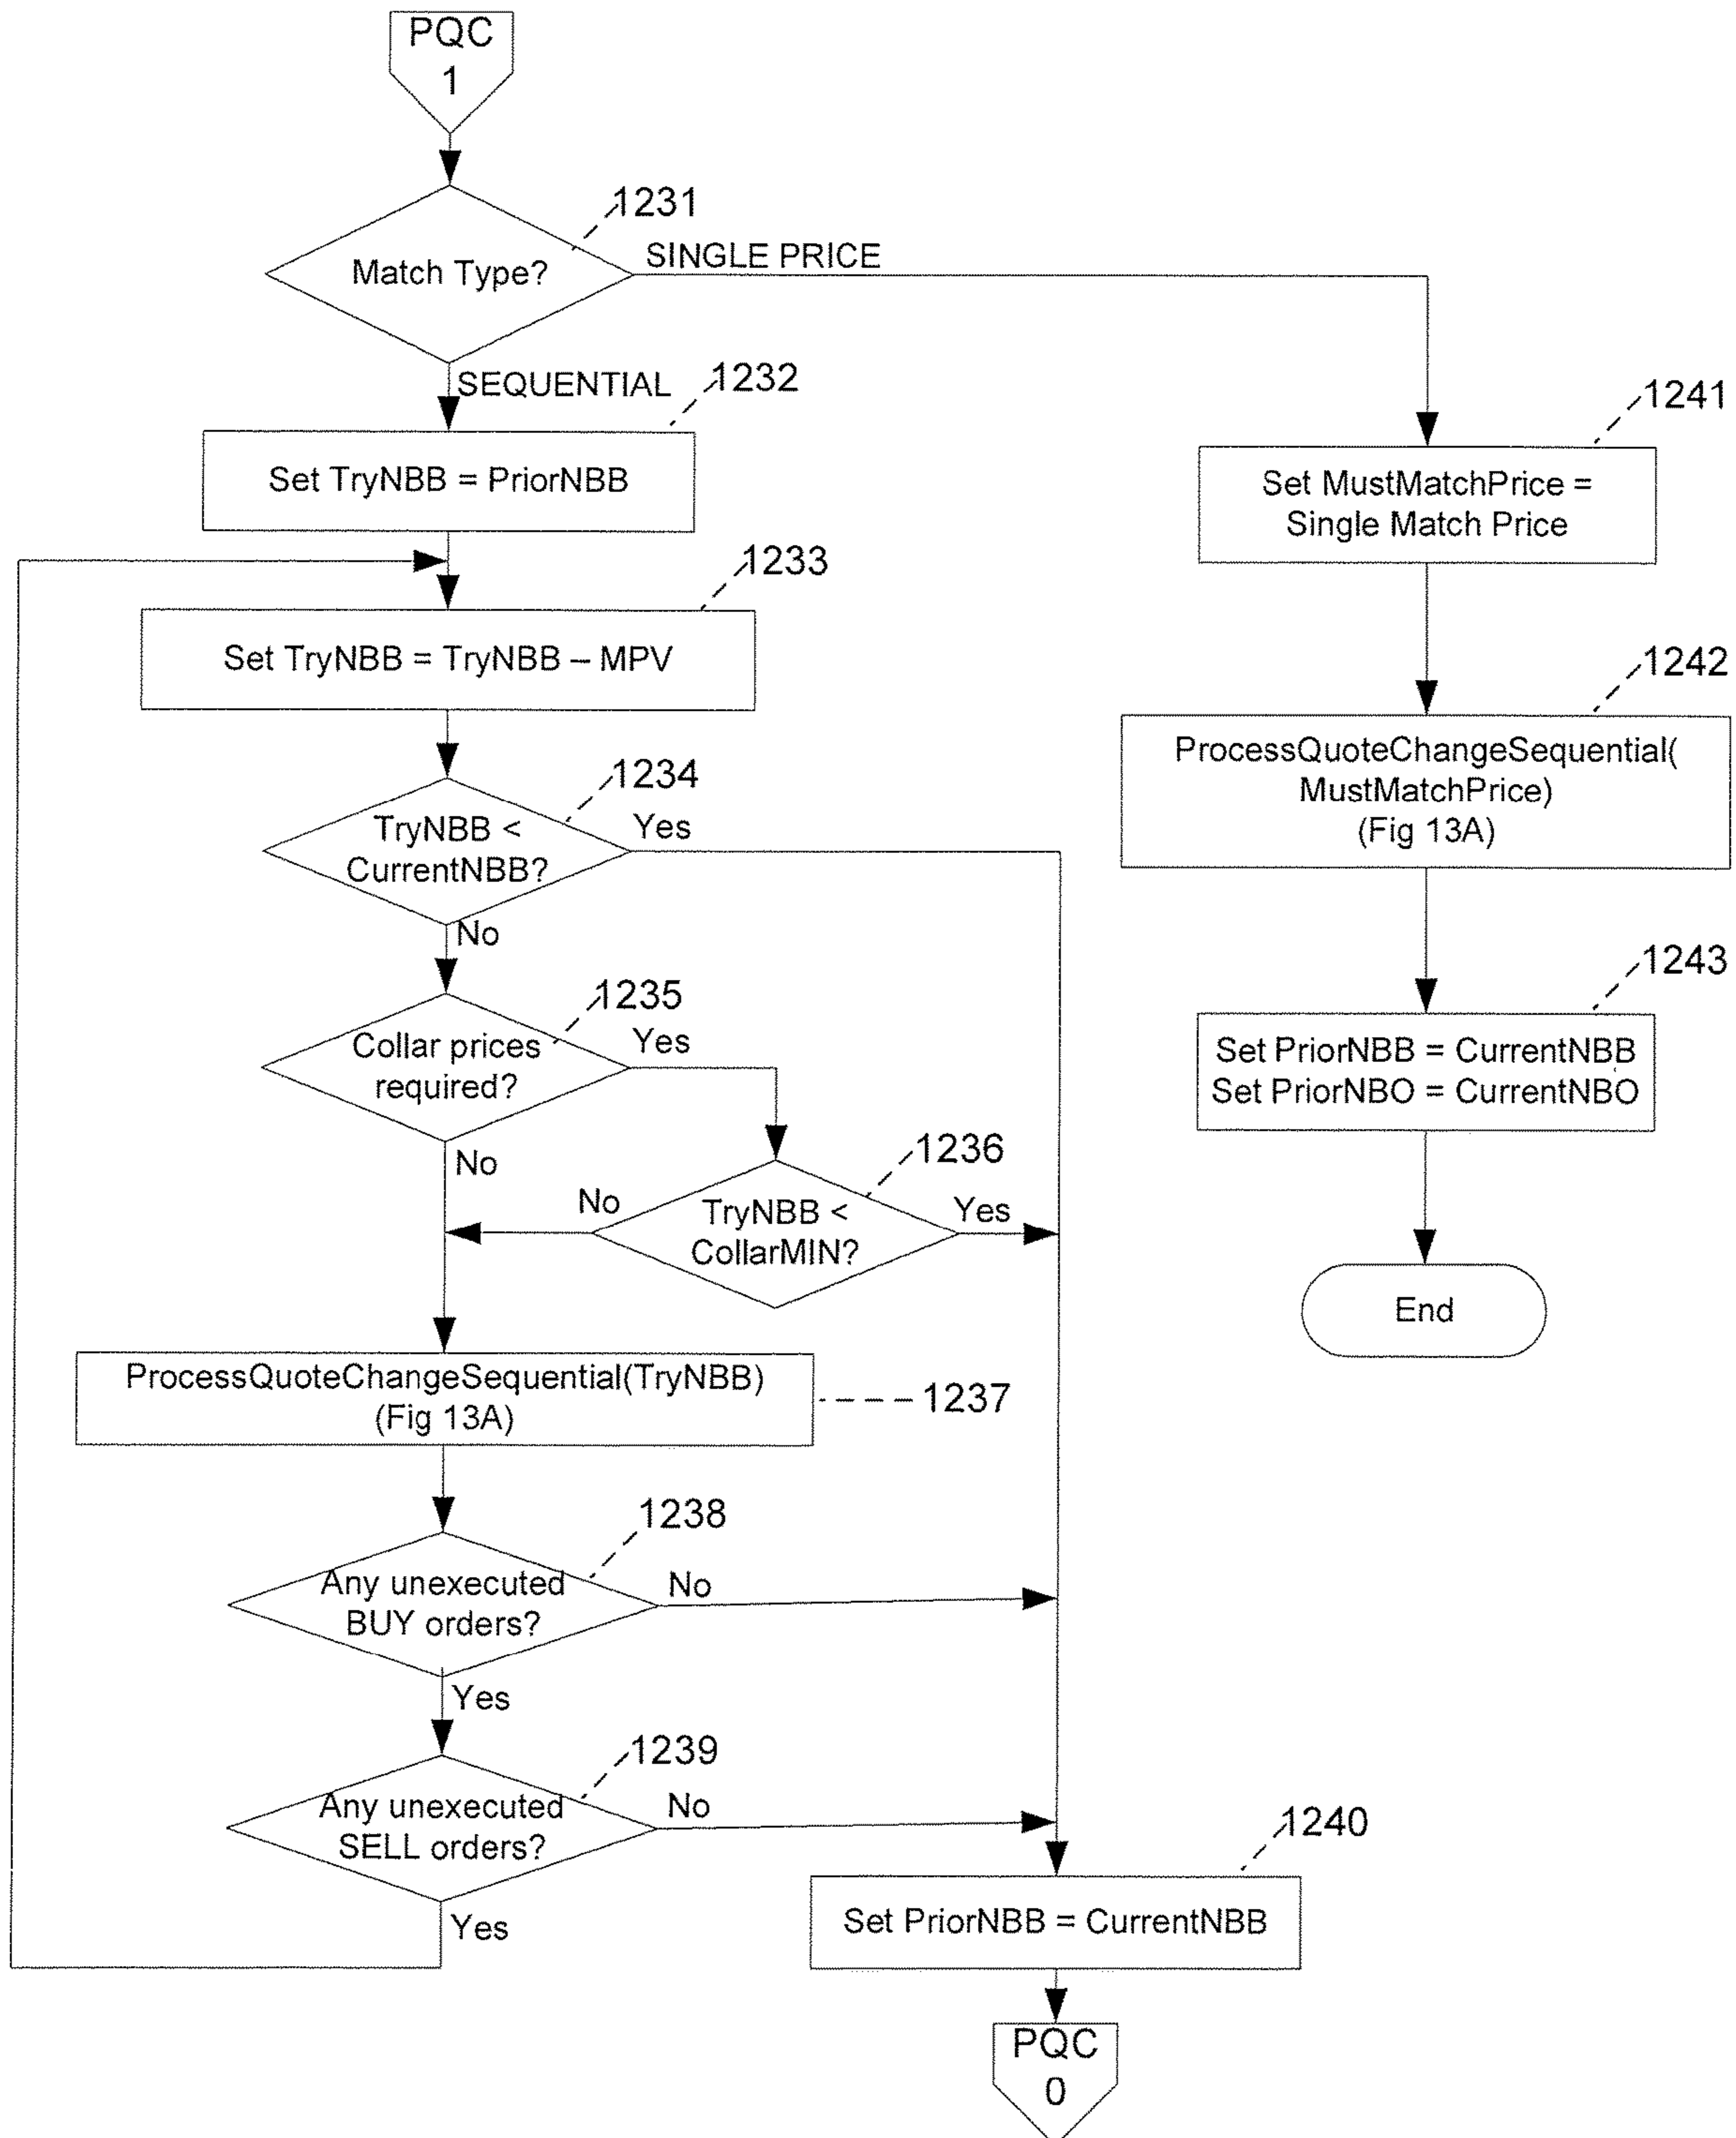 PQC
1
1231
Match Type?
SINGLE PRICE
SEQUENTIAL
1232
Set TryNBB = PriorNBB
1233
Set TryNBB = TryNBB – MPV
1234
TryNBB <
CurrentNBB?
Yes
No
1235
Collar prices
required?
Yes
No
1236
TryNBB <
CollarMIN?
No
Yes
ProcessQuoteChangeSequential(TryNBB)
(Fig 13A)
1237
1238
Any unexecuted
BUY orders?
No
Yes
1239
Any unexecuted
SELL orders?
No
Yes
1240
Set PriorNBB = CurrentNBB
PQC
0
1241
Set MustMatchPrice =
Single Match Price
1242
ProcessQuoteChangeSequential(
MustMatchPrice)
(Fig 13A)
1243
Set PriorNBB = CurrentNBB
Set PriorNBO = CurrentNBO
End